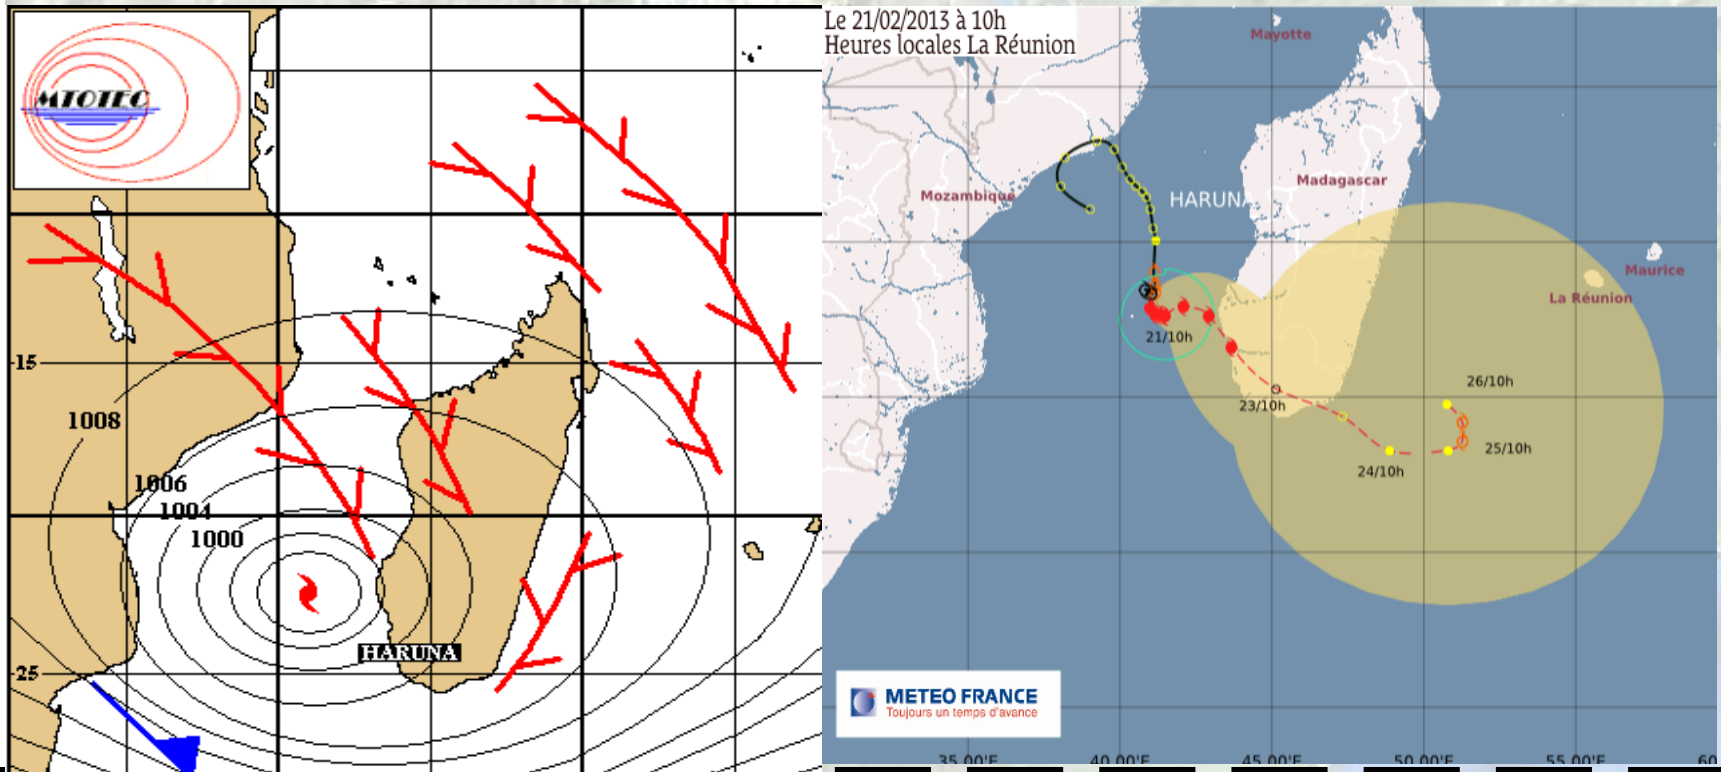 MTOTEC
15
1008
1006
1004
1000
HARUNA
25
Le 21/02/2013 à 10h
Heures locales La Réunion
Mayotte
Mozambique
HARUNA
Madagascar
Maurice
La Réunion
21/10h
23/10h
26/10h
25/10h
24/10h
METEO FRANCE
Toujours un temps d'avance
35.00'E
40.00'E
45.00'E
50.00'E
55.00'E
60